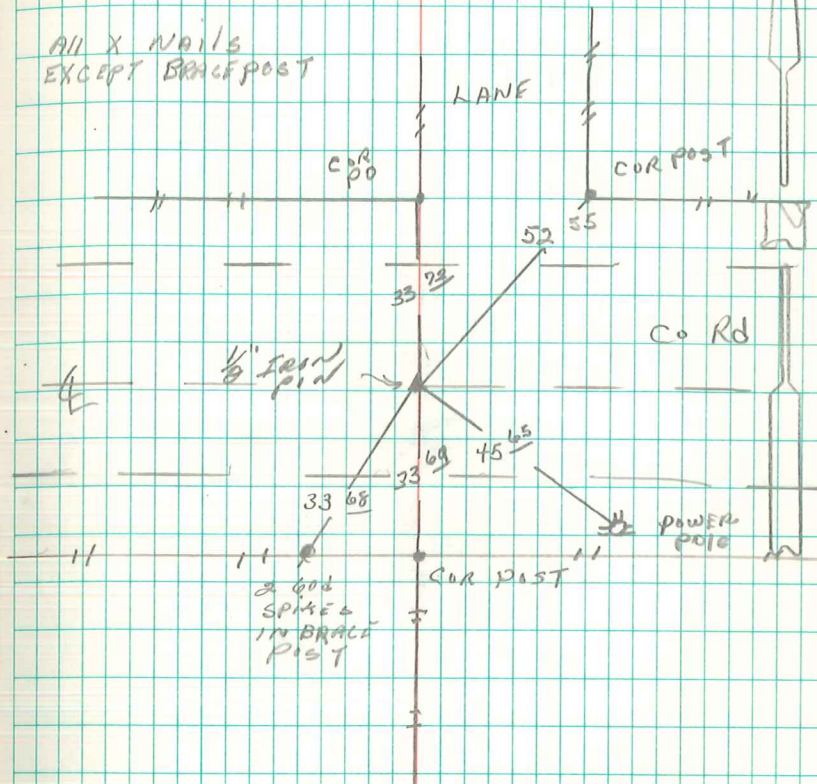 All X Nails
EXCEPT BRACE POST
LANE
COR
PO
COR POST
52
55
33 73
Co Rd
1/2" IRON
PIN
℄
45 65
33 69
33 68
POWER
POLE
COR POST
2 60d
SPIKES
IN BRACE
POST